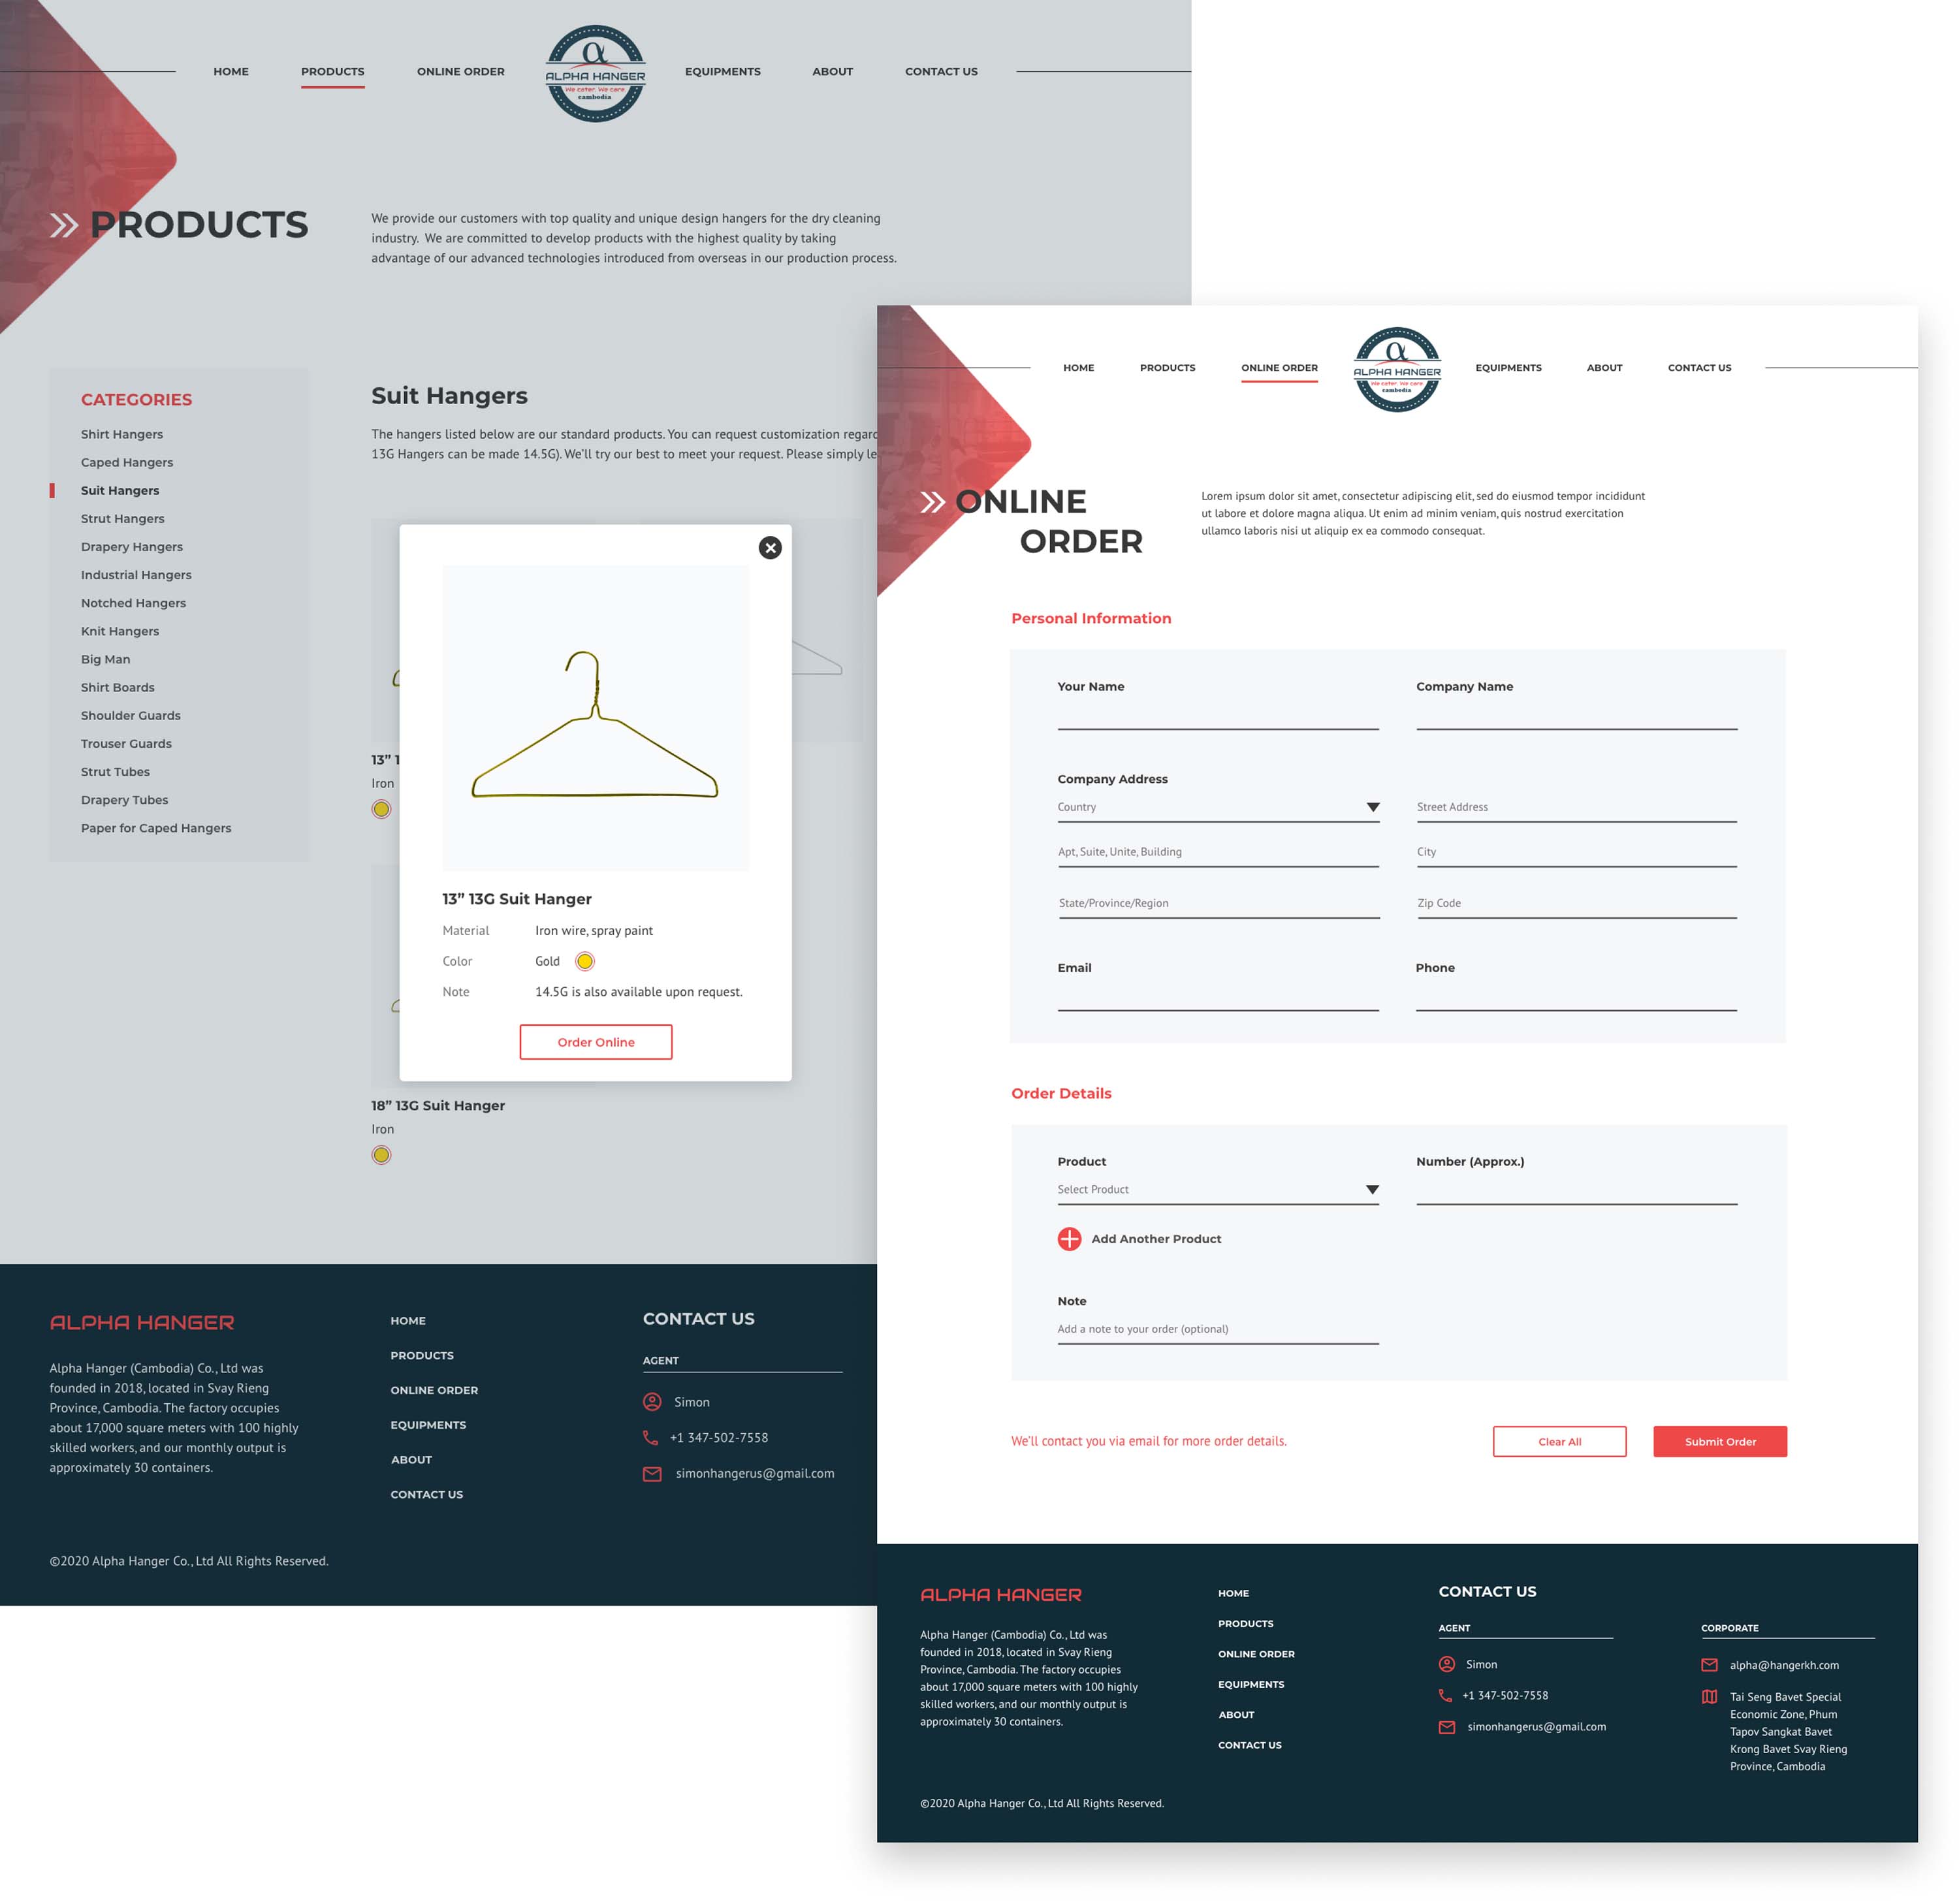 HOME
PRODUCTS
ONLINE ORDER
α
ALPHA HANGER
We cater. We care.
cambodia
EQUIPMENTS
ABOUT
CONTACT US
PRODUCTS
We provide our customers with top quality and unique design hangers for the dry cleaning
industry. We are committed to develop products with the highest quality by taking
advantage of our advanced technologies introduced from overseas in our production process.
CATEGORIES
Shirt Hangers
Caped Hangers
Suit Hangers
Strut Hangers
Drapery Hangers
Industrial Hangers
Notched Hangers
Knit Hangers
Big Man
Shirt Boards
Shoulder Guards
Trouser Guards
Strut Tubes
Drapery Tubes
Paper for Caped Hangers
Suit Hangers
The hangers listed below are our standard products. You can request customization regard
13G Hangers can be made 14.5G). We'll try our best to meet your request. Please simply le
13” 1
Iron
13” 13G Suit Hanger
Material Iron wire, spray paint
Color Gold
Note 14.5G is also available upon request.
Order Online
18” 13G Suit Hanger
Iron
ALPHA HANGER
Alpha Hanger (Cambodia) Co., Ltd was
founded in 2018, located in Svay Rieng
Province, Cambodia. The factory occupies
about 17,000 square meters with 100 highly
skilled workers, and our monthly output is
approximately 30 containers.
HOME
PRODUCTS
ONLINE ORDER
EQUIPMENTS
ABOUT
CONTACT US
CONTACT US
AGENT
Simon
+1 347-502-7558
simonhangerus@gmail.com
©2020 Alpha Hanger Co., Ltd All Rights Reserved.
HOME
PRODUCTS
ONLINE ORDER
α
ALPHA HANGER
We cater. We care.
cambodia
EQUIPMENTS
ABOUT
CONTACT US
ONLINE
ORDER
Lorem ipsum dolor sit amet, consectetur adipiscing elit, sed do eiusmod tempor incididunt
ut labore et dolore magna aliqua. Ut enim ad minim veniam, quis nostrud exercitation
ullamco laboris nisi ut aliquip ex ea commodo consequat.
Personal Information
Your Name
Company Name
Company Address
Country
Street Address
Apt, Suite, Unite, Building
City
State/Province/Region
Zip Code
Email
Phone
Order Details
Product
Number (Approx.)
Select Product
Add Another Product
Note
Add a note to your order (optional)
We'll contact you via email for more order details.
Clear All
Submit Order
ALPHA HANGER
Alpha Hanger (Cambodia) Co., Ltd was
founded in 2018, located in Svay Rieng
Province, Cambodia. The factory occupies
about 17,000 square meters with 100 highly
skilled workers, and our monthly output is
approximately 30 containers.
HOME
PRODUCTS
ONLINE ORDER
EQUIPMENTS
ABOUT
CONTACT US
CONTACT US
AGENT
Simon
+1 347-502-7558
simonhangerus@gmail.com
CORPORATE
alpha@hangerkh.com
Tai Seng Bavet Special
Economic Zone, Phum
Tapov Sangkat Bavet
Krong Bavet Svay Rieng
Province, Cambodia
©2020 Alpha Hanger Co., Ltd All Rights Reserved.